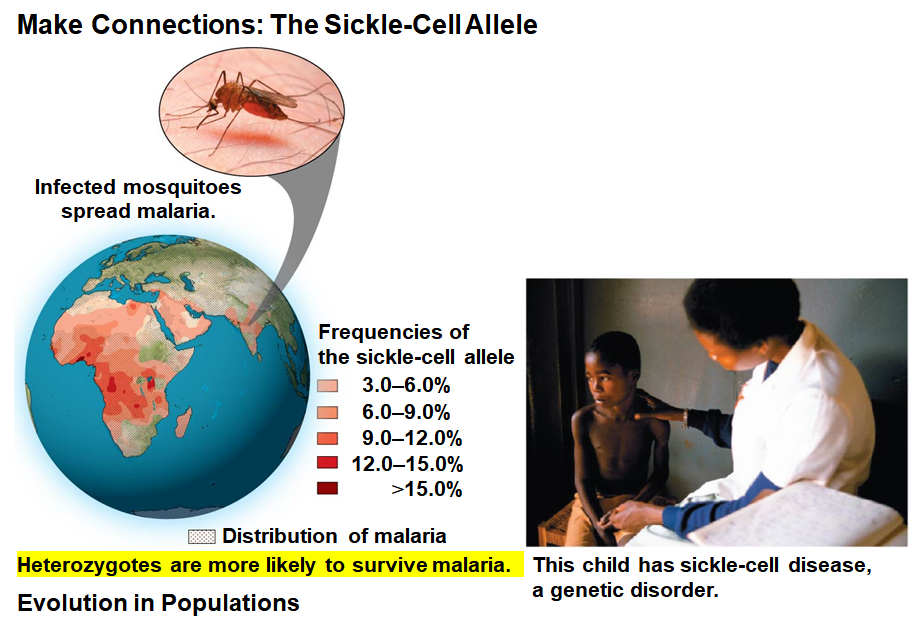 Make Connections: The Sickle-Cell Allele
Infected mosquitoes
spread malaria.
Frequencies of
the sickle-cell allele
3.0–6.0%
6.0–9.0%
9.0–12.0%
12.0–15.0%
>15.0%
Distribution of malaria
Heterozygotes are more likely to survive malaria.
This child has sickle-cell disease,
a genetic disorder.
Evolution in Populations